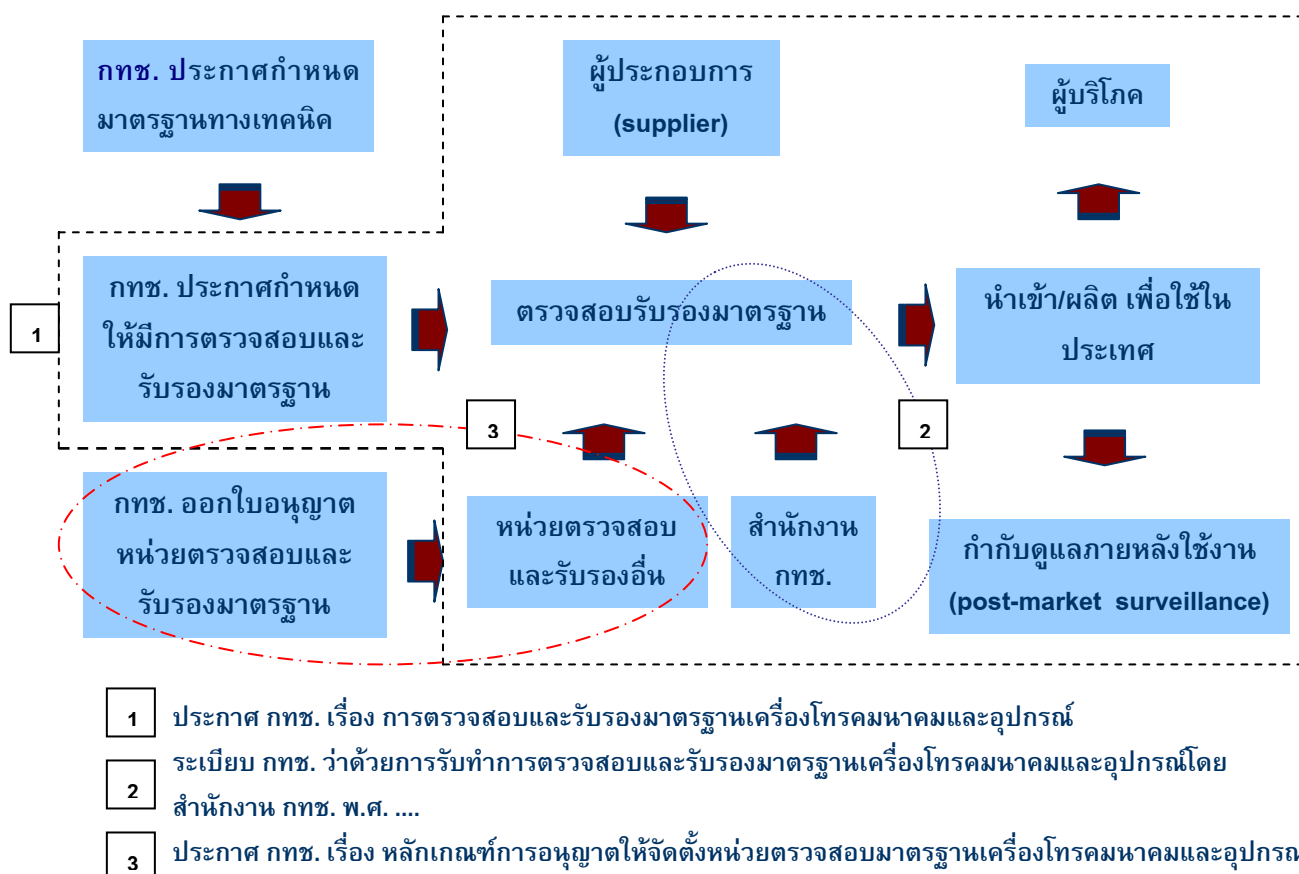 กทช. ประกาศกำหนด
มาตรฐานทางเทคนิค
ผู้ประกอบการ
(supplier)
ผู้บริโภค
1
กทช. ประกาศกำหนด
ให้มีการตรวจสอบและ
รับรองมาตรฐาน
ตรวจสอบรับรองมาตรฐาน
นำเข้า/ผลิต เพื่อใช้ใน
ประเทศ
3
2
กทช. ออกใบอนุญาต
หน่วยตรวจสอบและ
รับรองมาตรฐาน
หน่วยตรวจสอบ
และรับรองอื่น
สำนักงาน
กทช.
กำกับดูแลภายหลังใช้งาน
(post-market surveillance)
1 ประกาศ กทช. เรื่อง การตรวจสอบและรับรองมาตรฐานเครื่องโทรคมนาคมและอุปกรณ์
2 ระเบียบ กทช. ว่าด้วยการรับทำการตรวจสอบและรับรองมาตรฐานเครื่องโทรคมนาคมและอุปกรณ์โดย
สำนักงาน กทช. พ.ศ. ....
3 ประกาศ กทช. เรื่อง หลักเกณฑ์การอนุญาตให้จัดตั้งหน่วยตรวจสอบมาตรฐานเครื่องโทรคมนาคมและอุปกรณ